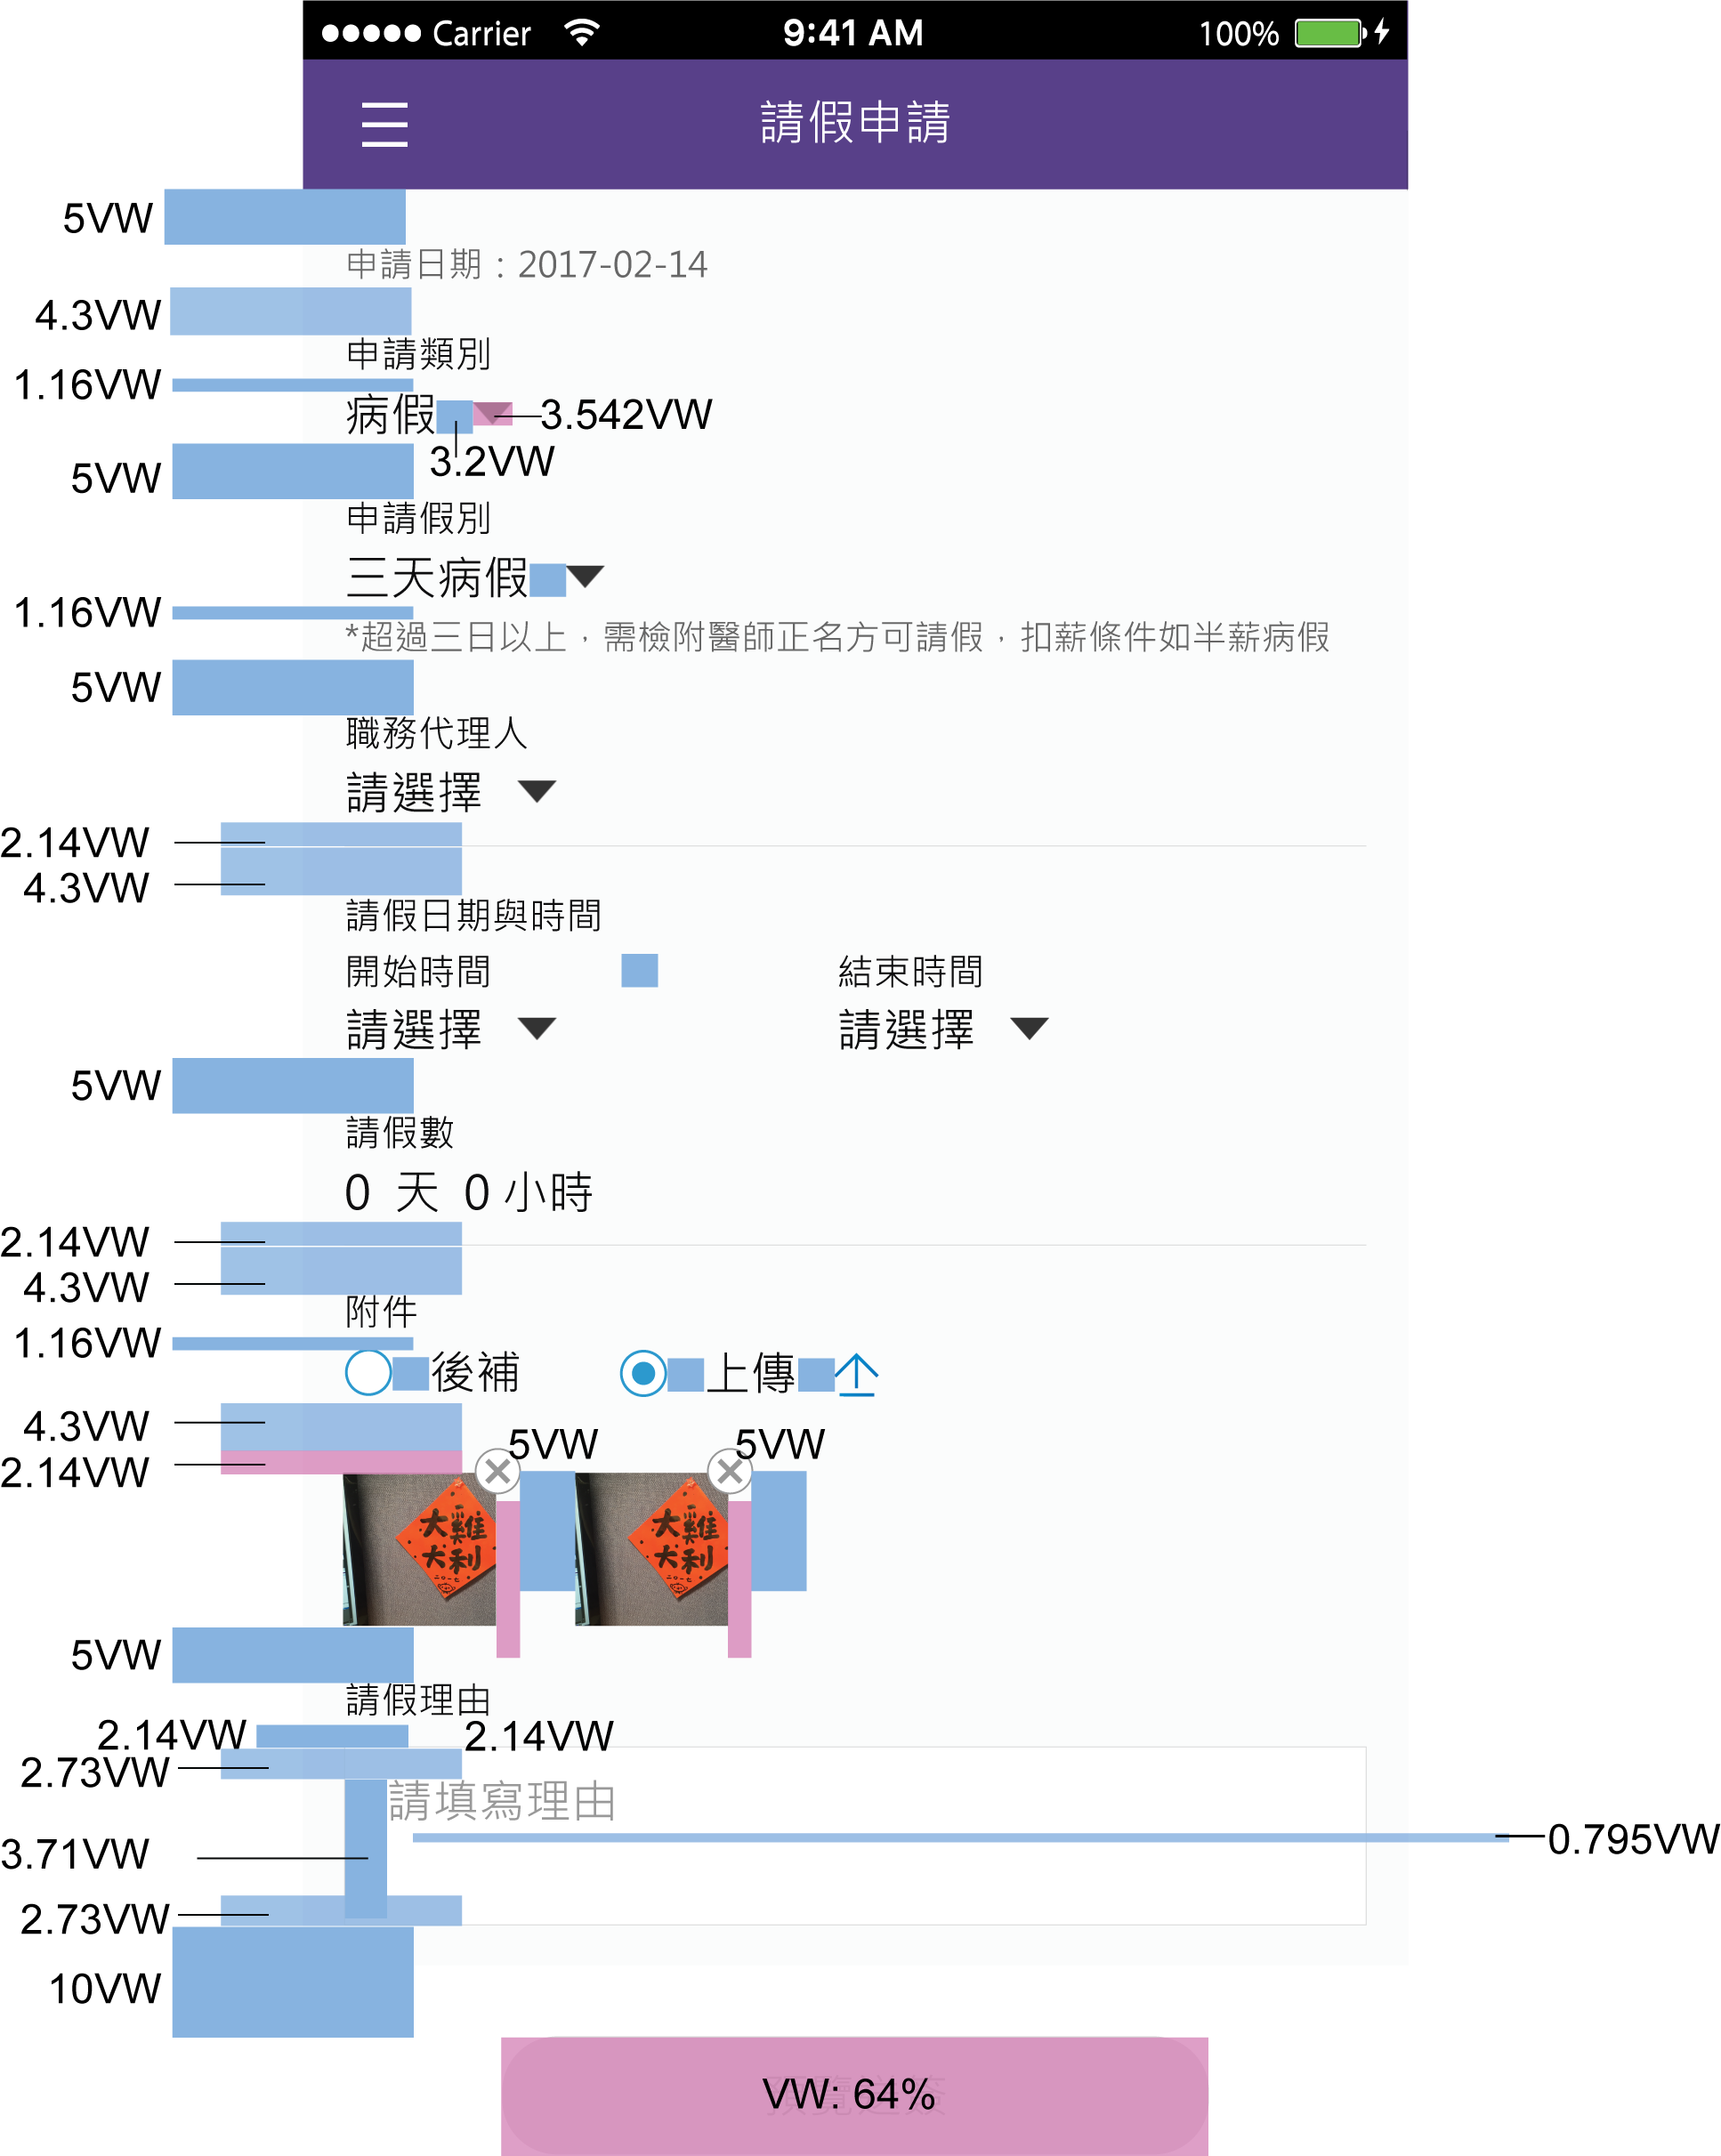 Carrier 9:41 AM 100%
請假申請
5VW
申請日期：2017-02-14
4.3VW
申請類別
1.16VW
病假 3.542VW
3.2VW
5VW
申請假別
三天病假
1.16VW
*超過三日以上，需檢附醫師正名方可請假，扣薪條件如半薪病假
5VW
職務代理人
請選擇
2.14VW
4.3VW
請假日期與時間
開始時間 結束時間
請選擇 請選擇
5VW
請假數
0 天 0 小時
2.14VW
4.3VW
附件
1.16VW
後補 上傳
4.3VW
5VW 5VW
2.14VW
大雞 大雞
大利 大利
5VW
請假理由
2.14VW 2.14VW
2.73VW
請填寫理由
3.71VW 0.795VW
2.73VW
10VW
VW: 64%